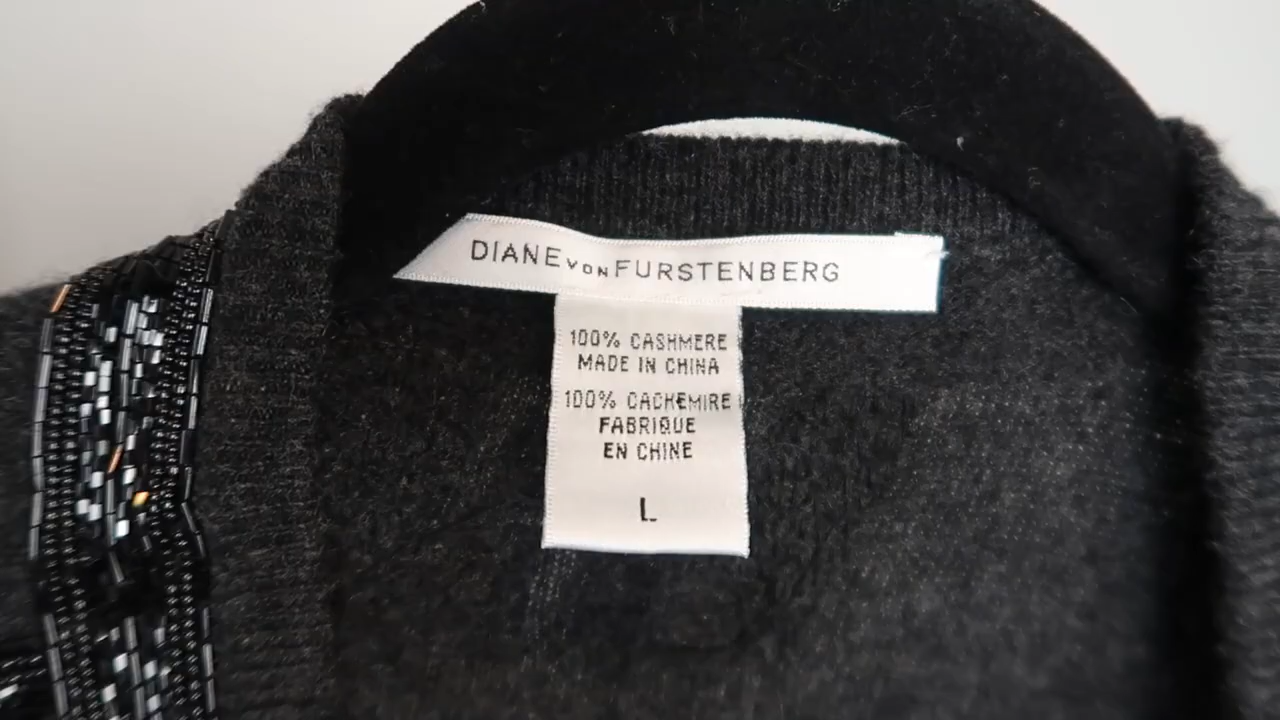 DIANE VON FURSTENBERG
100% CASHMERE
MADE IN CHINA
100% CACHEMIRE
FABRIQUE
EN CHINE
L